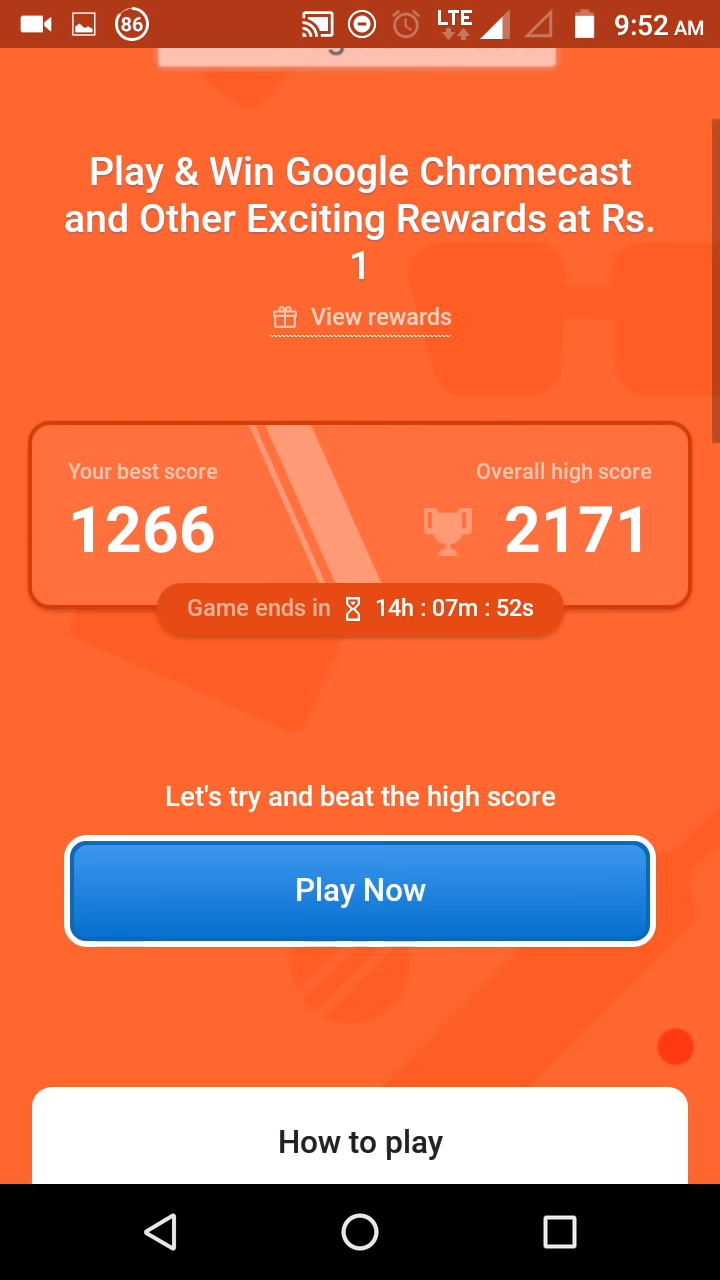 86 LTE 9:52 AM
Play & Win Google Chromecast
and Other Exciting Rewards at Rs.
1
View rewards
Your best score Overall high score
1266 2171
Game ends in 14h : 07m : 52s
Let's try and beat the high score
Play Now
How to play